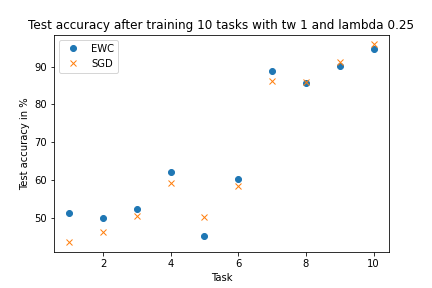 Test accuracy after training 10 tasks with tw 1 and lambda 0.25
EWC
SGD
90
80
70
60
50
Test accuracy in %
2 4 6 8 10
Task